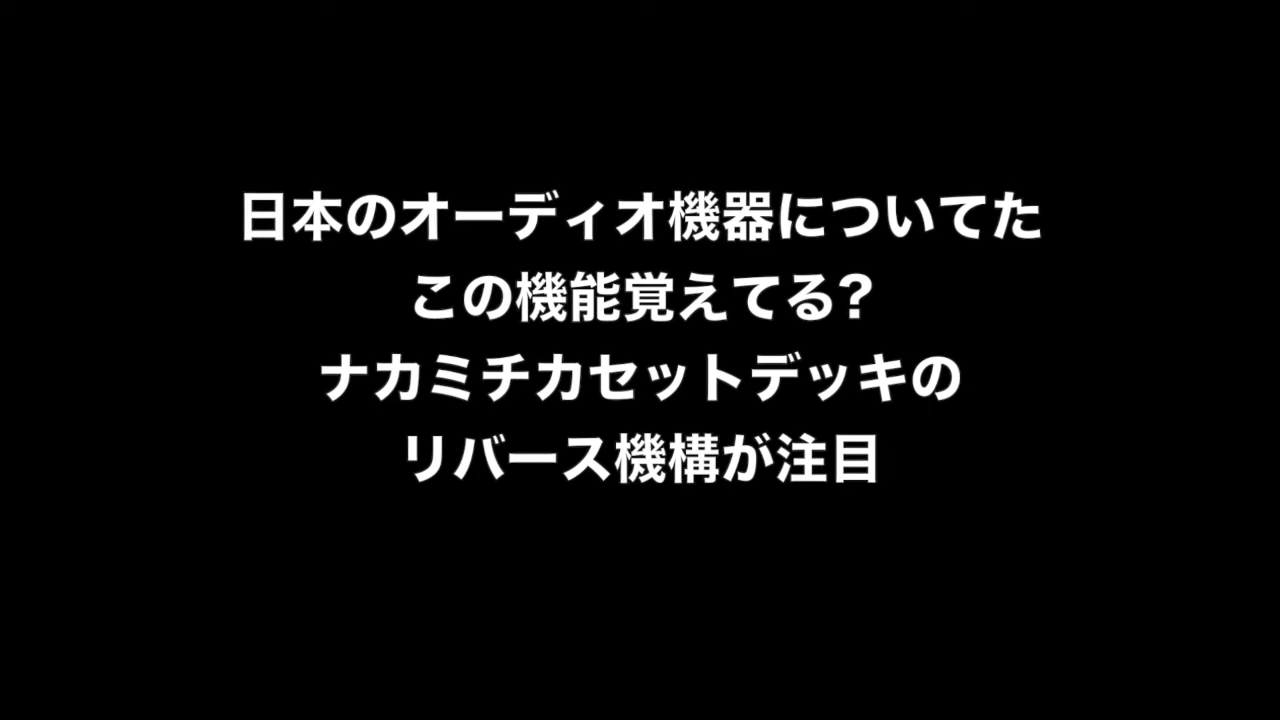 日本のオーディオ機器についてた
この機能覚えてる?
ナカミチカセットデッキの
リバース機構が注目